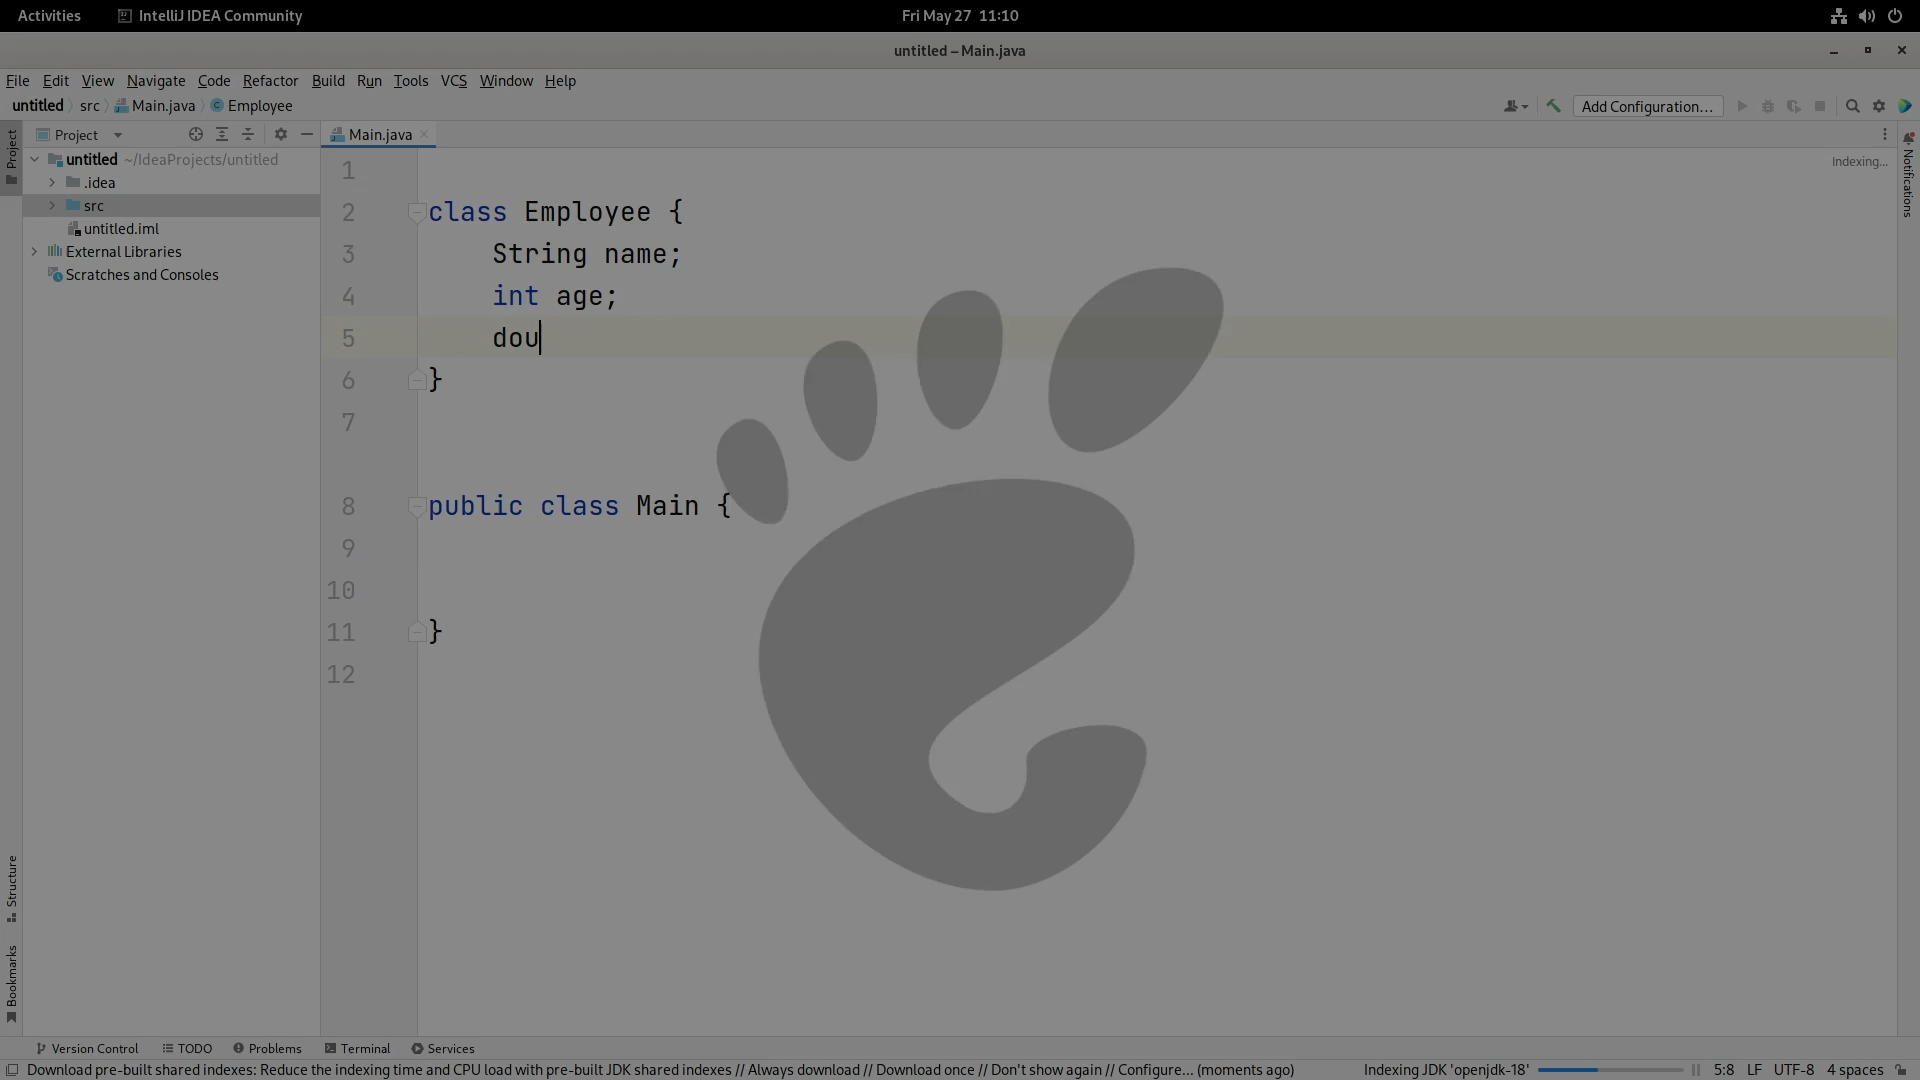 Activities IntelliJ IDEA Community Fri May 27 11:10
untitled – Main.java
File Edit View Navigate Code Refactor Build Run Tools VCS Window Help
untitled src Main.java Employee Add Configuration...
Project Main.java
untitled ~/IdeaProjects/untitled
.idea
src
untitled.iml
External Libraries
Scratches and Consoles
Project
Structure
Bookmarks
Indexing...
Notifications
1
2 class Employee {
3 String name;
4 int age;
5 dou
6 }
7
8 public class Main {
9
10
11 }
12
Version Control TODO Problems Terminal Services
Download pre-built shared indexes: Reduce the indexing time and CPU load with pre-built JDK shared indexes // Always download // Download once // Don't show again // Configure... (moments ago) Indexing JDK 'openjdk-18' 5:8 LF UTF-8 4 spaces